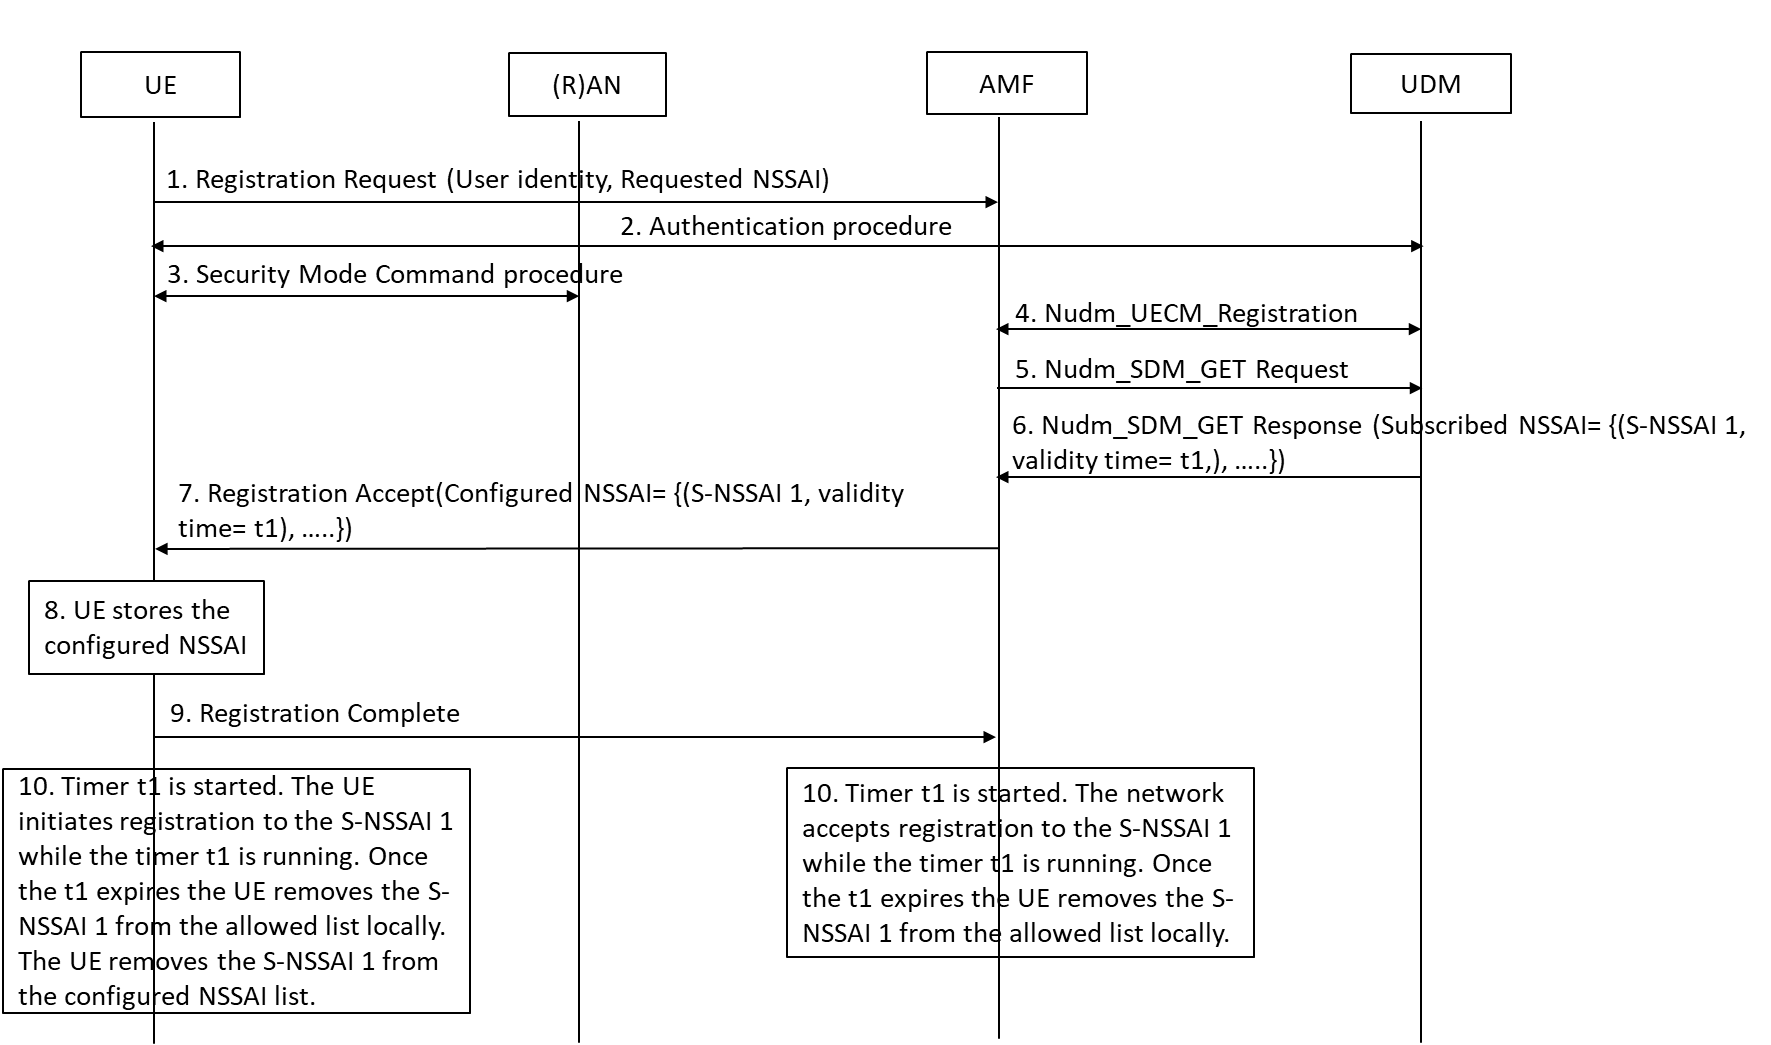 UE
(R)AN
AMF
UDM
1. Registration Request (User identity, Requested NSSAI)
2. Authentication procedure
3. Security Mode Command procedure
4. Nudm_UECM_Registration
5. Nudm_SDM_GET Request
6. Nudm_SDM_GET Response (Subscribed NSSAI= {(S-NSSAI 1,
validity time= t1,), .....})
7. Registration Accept(Configured NSSAI= {(S-NSSAI 1, validity
time= t1), .....})
8. UE stores the
configured NSSAI
9. Registration Complete
10. Timer t1 is started. The UE
initiates registration to the S-NSSAI 1
while the timer t1 is running. Once
the t1 expires the UE removes the S-
NSSAI 1 from the allowed list locally.
The UE removes the S-NSSAI 1 from
the configured NSSAI list.
10. Timer t1 is started. The network
accepts registration to the S-NSSAI 1
while the timer t1 is running. Once
the t1 expires the UE removes the S-
NSSAI 1 from the allowed list locally.